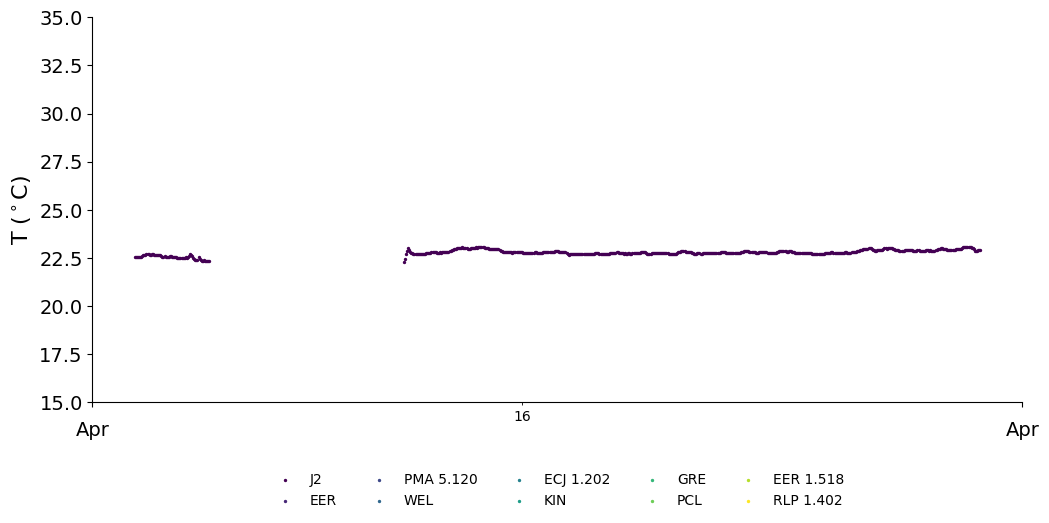 35.0
32.5
30.0
27.5
25.0
22.5
20.0
17.5
15.0
T (°C)
16
Apr Apr
J2 PMA 5.120 ECJ 1.202 GRE EER 1.518
EER WEL KIN PCL RLP 1.402